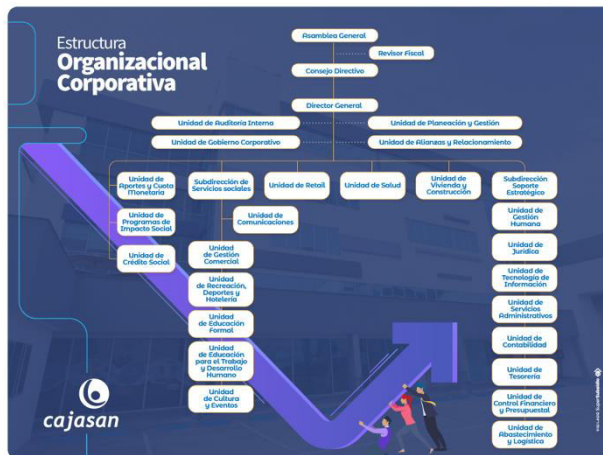 Estructura
Organizacional
Corporativa
Asamblea General
Revisor Fiscal
Consejo Directivo
Director General
Unidad de Auditoría Interna
Unidad de Planeación y Gestión
Unidad de Gobierno Corporativo
Unidad de Alianzas y Relacionamiento
Unidad de
Aportes y Cuota
Monetaria
Unidad de
Programas de
Impacto Social
Unidad de
Crédito Social
Subdirección de
Servicios sociales
Unidad de
Comunicaciones
Unidad
de Gestión
Comercial
Unidad
de Recreación,
Deportes y
Hotelería
Unidad
de Educación
Formal
Unidad
de Educación
para el Trabajo
y Desarrollo
Humano
Unidad
de Cultura
y Eventos
Unidad de Retail
Unidad de Salud
Unidad de
Vivienda y
Construcción
Subdirección
Soporte
Estratégico
Unidad de
Gestión
Humana
Unidad de
Jurídica
Unidad de
Tecnología de
Información
Unidad de
Servicios
Administrativos
Unidad de
Contabilidad
Unidad de
Tesorería
Unidad de
Control Financiero
y Presupuestal
Unidad de
Abastecimiento
y Logística
cajasan
VIGILADO SuperSubsidio